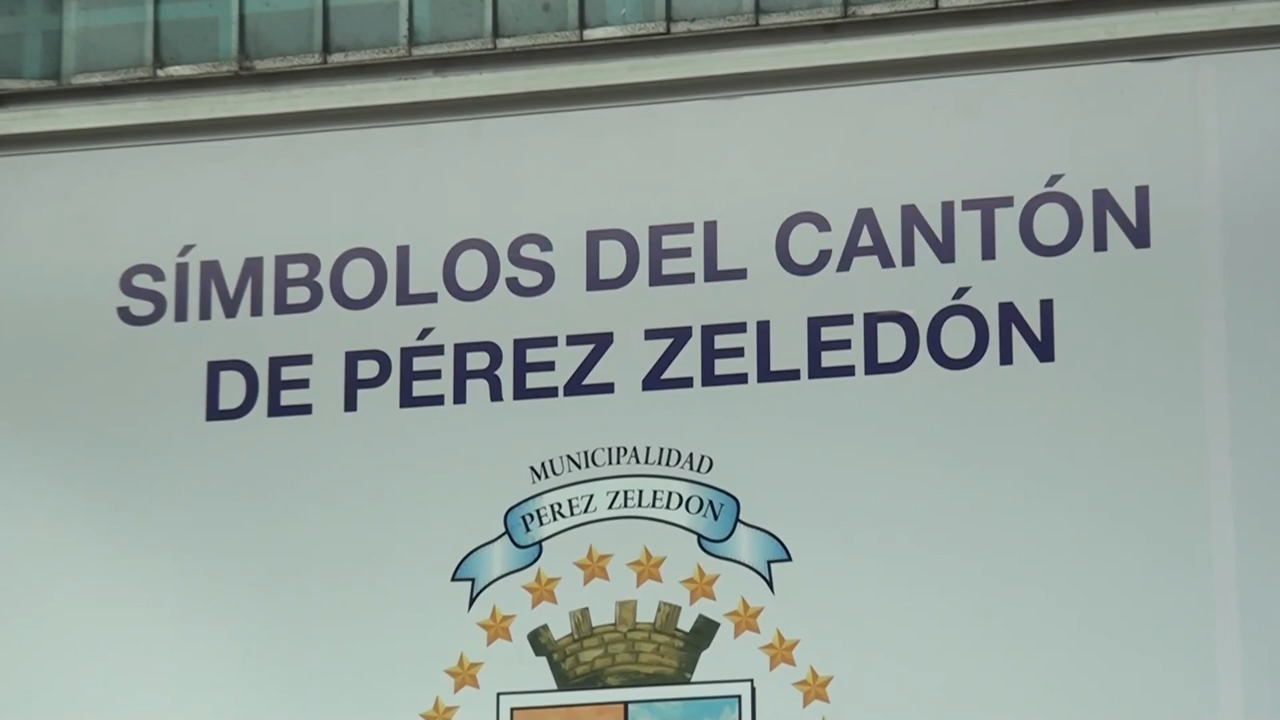 SÍMBOLOS DEL CANTÓN
DE PÉREZ ZELEDÓN
MUNICIPALIDAD
PEREZ ZELEDON